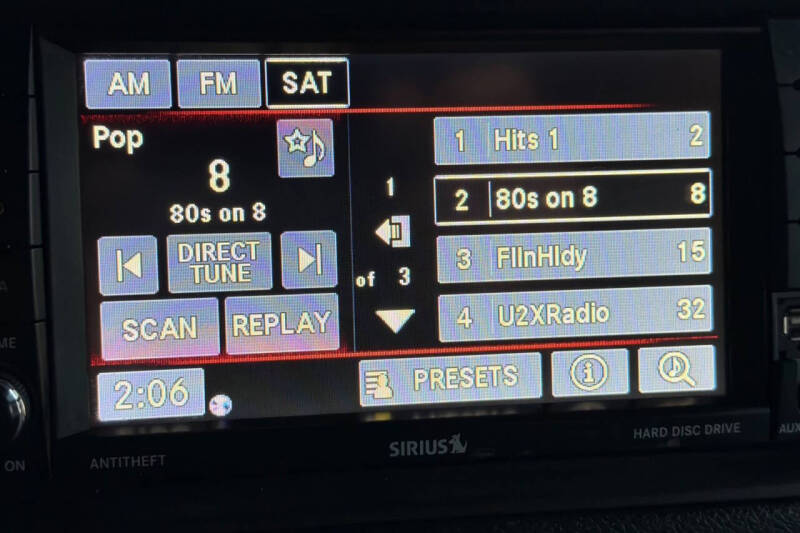 AM FM SAT
Pop
8
80s on 8
DIRECT
TUNE
SCAN REPLAY
2:06
1
of 3
1 Hits 1 2
2 80s on 8 8
3 FlInHldy 15
4 U2XRadio 32
PRESETS
i
ANTITHEFT
SIRIUS
HARD DISC DRIVE
ON
AUX